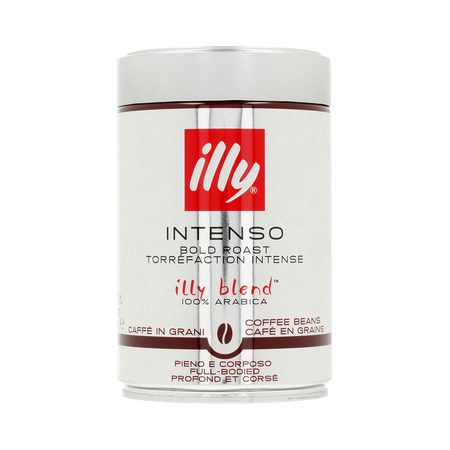 illy®
INTENSO
BOLD ROAST
TORRÉFACTION INTENSE
illy blend™
100% ARABICA
CAFFÈ IN GRANI
COFFEE BEANS
CAFÉ EN GRAINS
PIENO E CORPOSO
FULL-BODIED
PROFOND ET CORSÉ